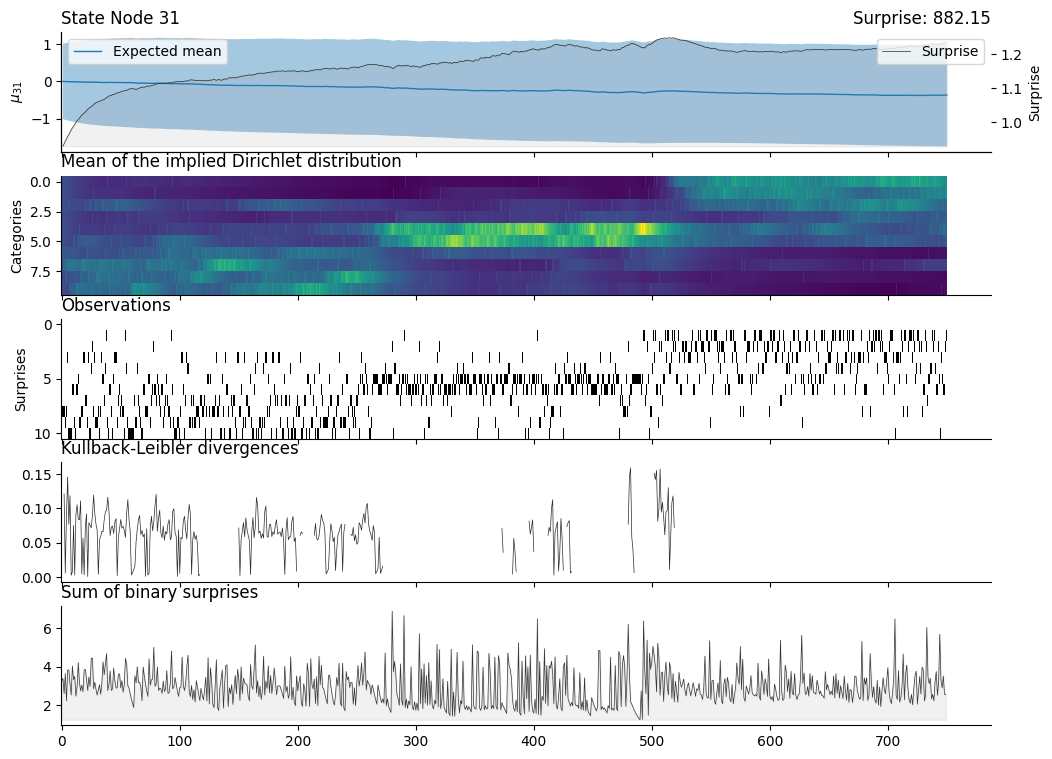 State Node 31 Surprise: 882.15
Expected mean
Surprise
1
0
−1
μ31
1.2
1.1
1.0
Surprise
Mean of the implied Dirichlet distribution
0.0
2.5
5.0
7.5
Categories
Observations
0
5
10
Surprises
Kullback-Leibler divergences
0.15
0.10
0.05
0.00
Sum of binary surprises
6
4
2
0 100 200 300 400 500 600 700